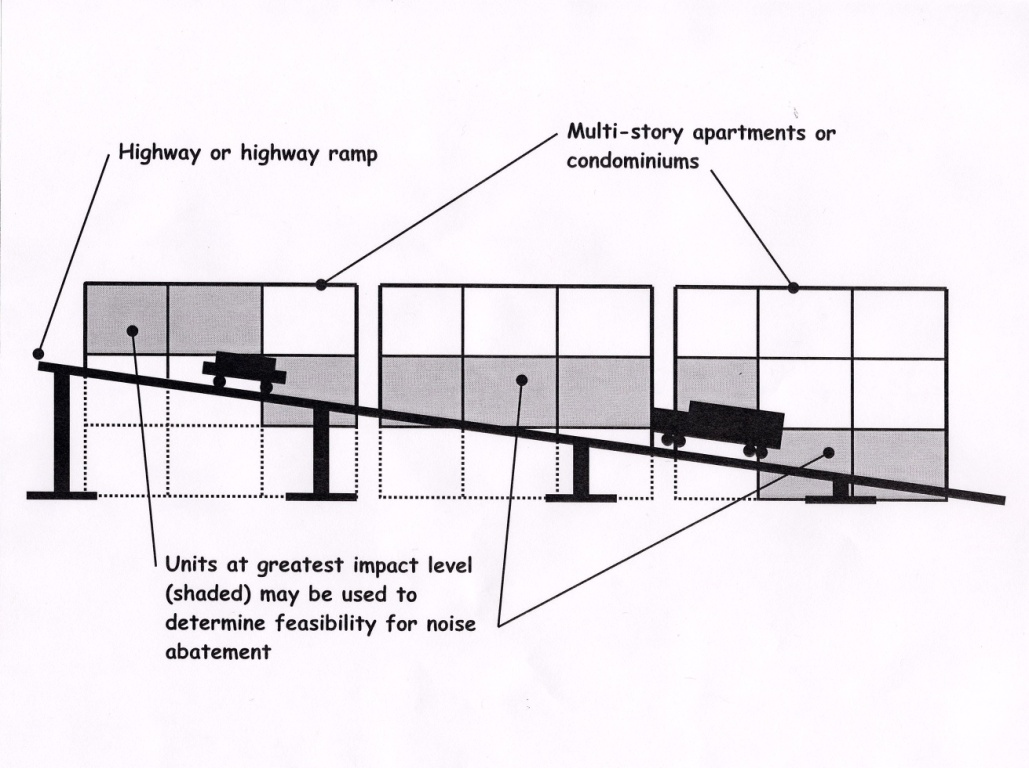 Highway or highway ramp
Multi-story apartments or
condominiums
Units at greatest impact level
(shaded) may be used to
determine feasibility for noise
abatement